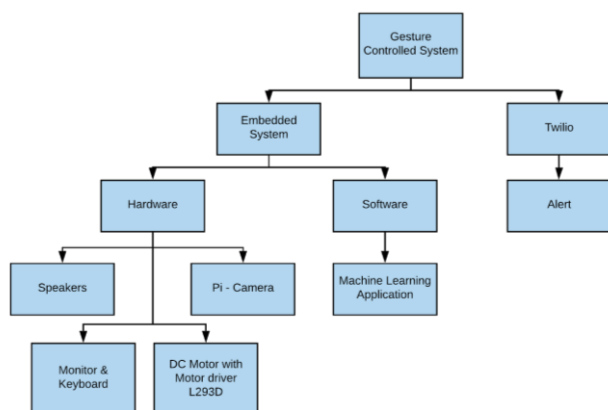 Gesture
Controlled System
Embedded
System
Twilio
Hardware
Software
Alert
Speakers
Pi - Camera
Machine Learning
Application
Monitor &
Keyboard
DC Motor with
Motor driver
L293D